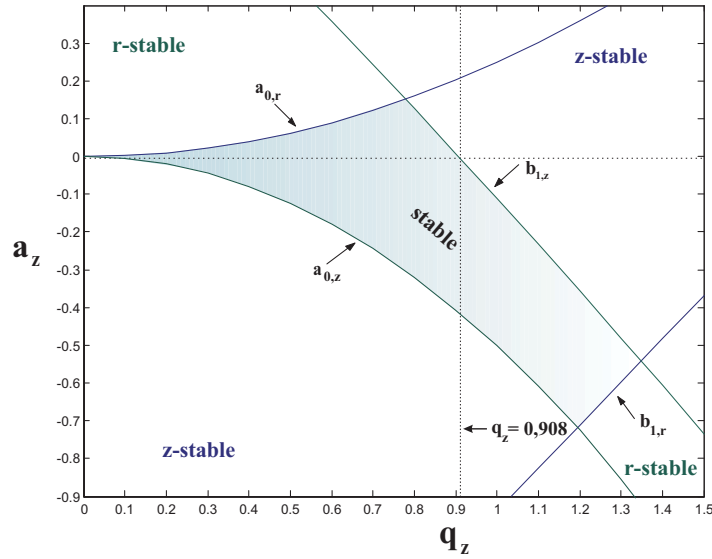 r-stable
z-stable
a0,r
b1,z
stable
a0,z
b1,r
qz= 0,908
z-stable
r-stable
az
0.3
0.2
0.1
0
-0.1
-0.2
-0.3
-0.4
-0.5
-0.6
-0.7
-0.8
-0.9
0 0.1 0.2 0.3 0.4 0.5 0.6 0.7 0.8 0.9 1 1.1 1.2 1.3 1.4 1.5
qz